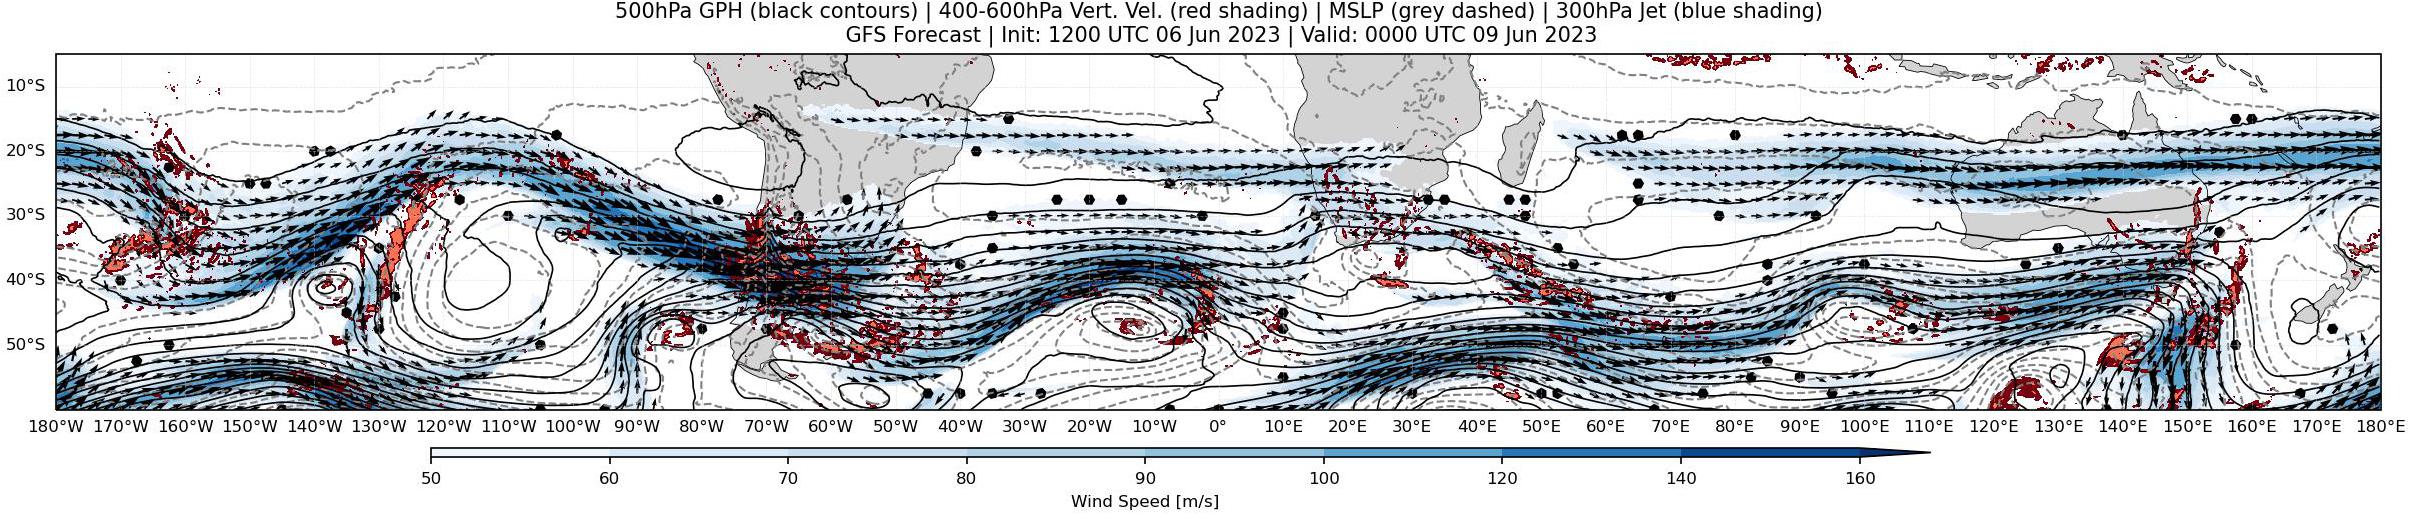 500hPa GPH (black contours) | 400-600hPa Vert. Vel. (red shading) | MSLP (grey dashed) | 300hPa Jet (blue shading)
GFS Forecast | Init: 1200 UTC 06 Jun 2023 | Valid: 0000 UTC 09 Jun 2023
10°S
20°S
30°S
40°S
50°S
180°W 170°W 160°W 150°W 140°W 130°W 120°W 110°W 100°W 90°W 80°W 70°W 60°W 50°W 40°W 30°W 20°W 10°W 0° 10°E 20°E 30°E 40°E 50°E 60°E 70°E 80°E 90°E 100°E 110°E 120°E 130°E 140°E 150°E 160°E 170°E 180°E
50 60 70 80 90 100 120 140 160
Wind Speed [m/s]